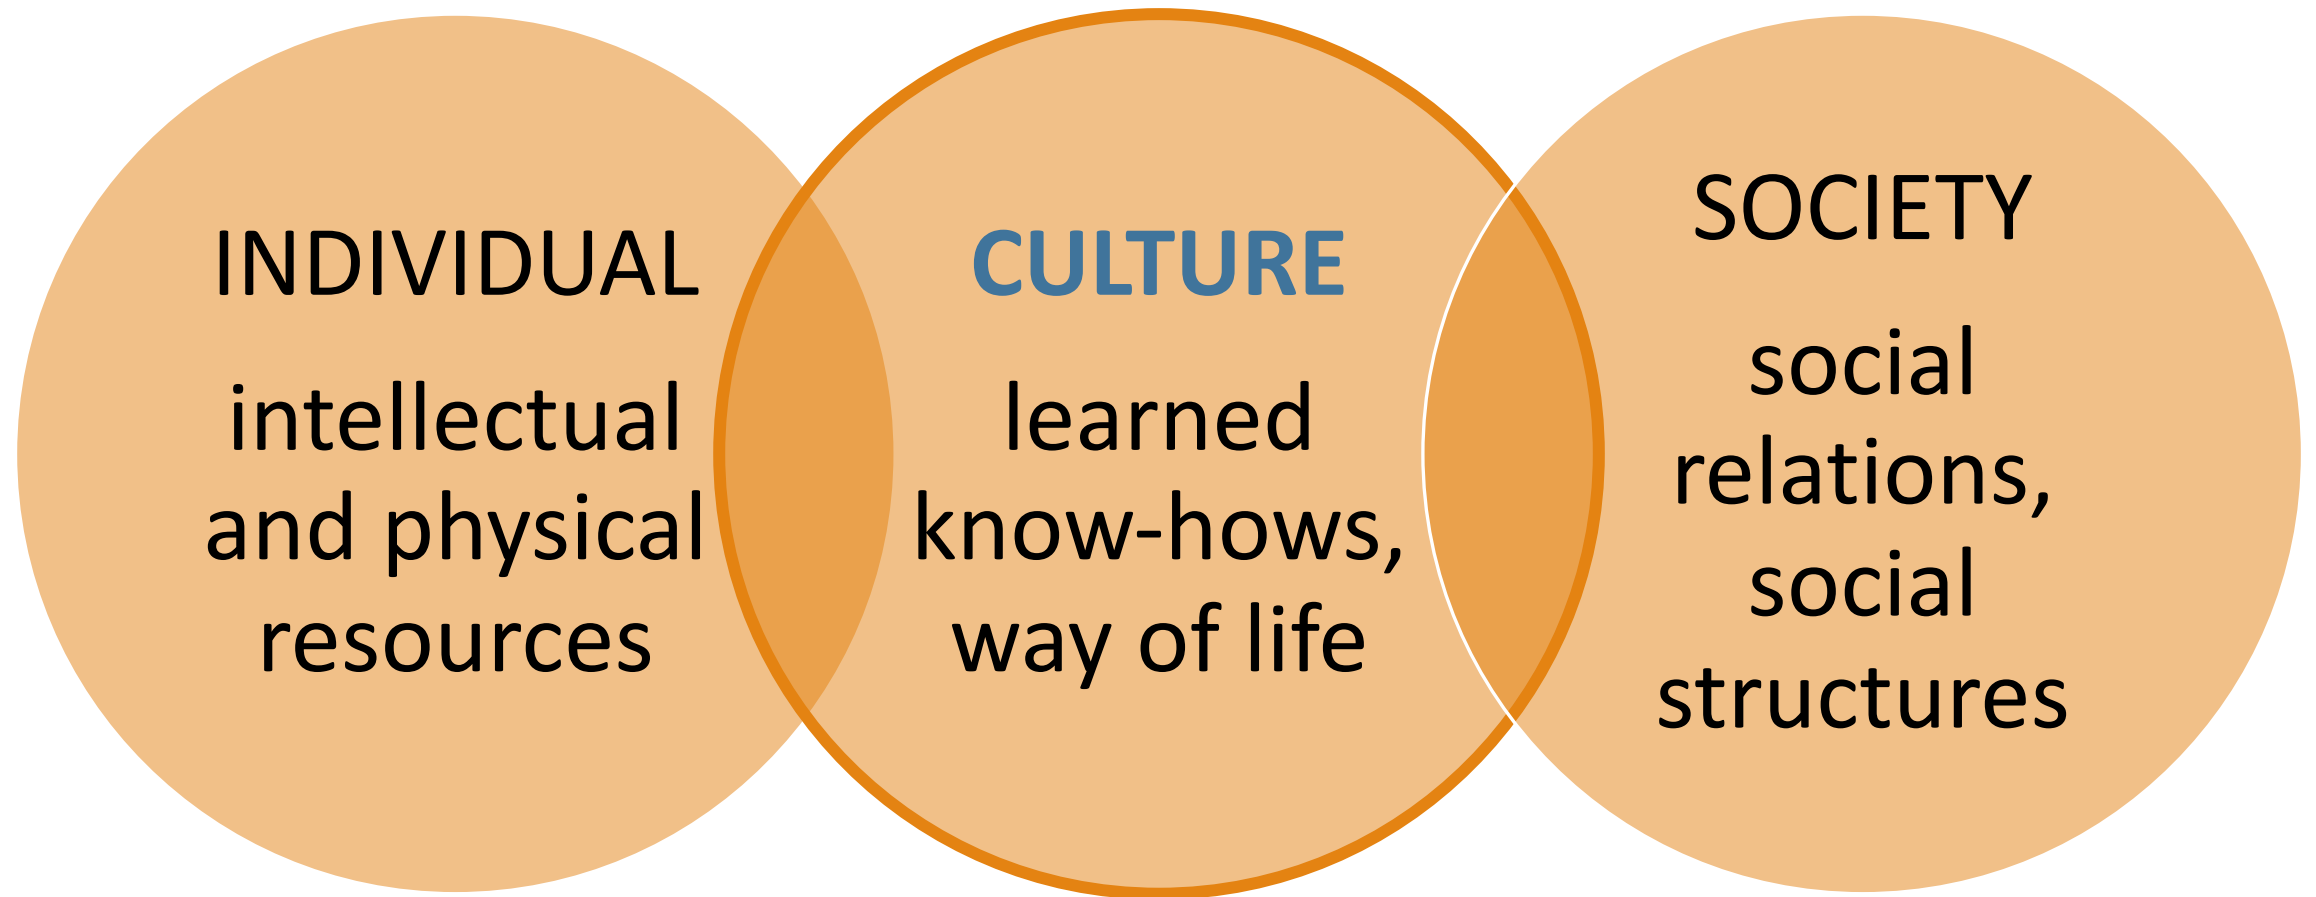 INDIVIDUAL
intellectual
and physical
resources
CULTURE
learned
know-hows,
way of life
SOCIETY
social
relations,
social
structures